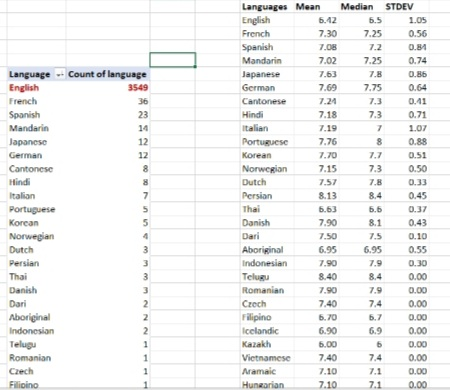 Languages Mean Median STDEV
English 6.42 6.5 1.05
French 7.30 7.25 0.56
Spanish 7.08 7.2 0.84
Mandarin 7.02 7.25 0.74
Language Count of language Japanese 7.63 7.8 0.86
English 3549 German 7.69 7.75 0.64
French 36 Cantonese 7.24 7.3 0.41
Spanish 23 Hindi 7.18 7.3 0.71
Mandarin 14 Italian 7.19 7 1.07
Japanese 12 Portuguese 7.76 8 0.88
German 12 Korean 7.70 7.7 0.51
Cantonese 8 Norwegian 7.15 7.3 0.50
Hindi 8 Dutch 7.57 7.8 0.33
Italian 7 Persian 8.13 8.4 0.45
Portuguese 5 Thai 6.63 6.6 0.37
Korean 5 Danish 7.90 8.1 0.43
Norwegian 4 Dari 7.50 7.5 0.10
Dutch 3 Aboriginal 6.95 6.95 0.55
Persian 3 Indonesian 7.90 7.9 0.30
Thai 3 Telugu 8.40 8.4 0.00
Danish 3 Romanian 7.90 7.9 0.00
Dari 2 Czech 7.40 7.4 0.00
Aboriginal 2 Filipino 6.70 6.7 0.00
Indonesian 2 Icelandic 6.90 6.9 0.00
Telugu 1 Kazakh 6.00 6 0.00
Romanian 1 Vietnamese 7.40 7.4 0.00
Czech 1 Aramaic 7.10 7.1 0.00
Filipino 1 Hungarian 7.10 7.1 0.00